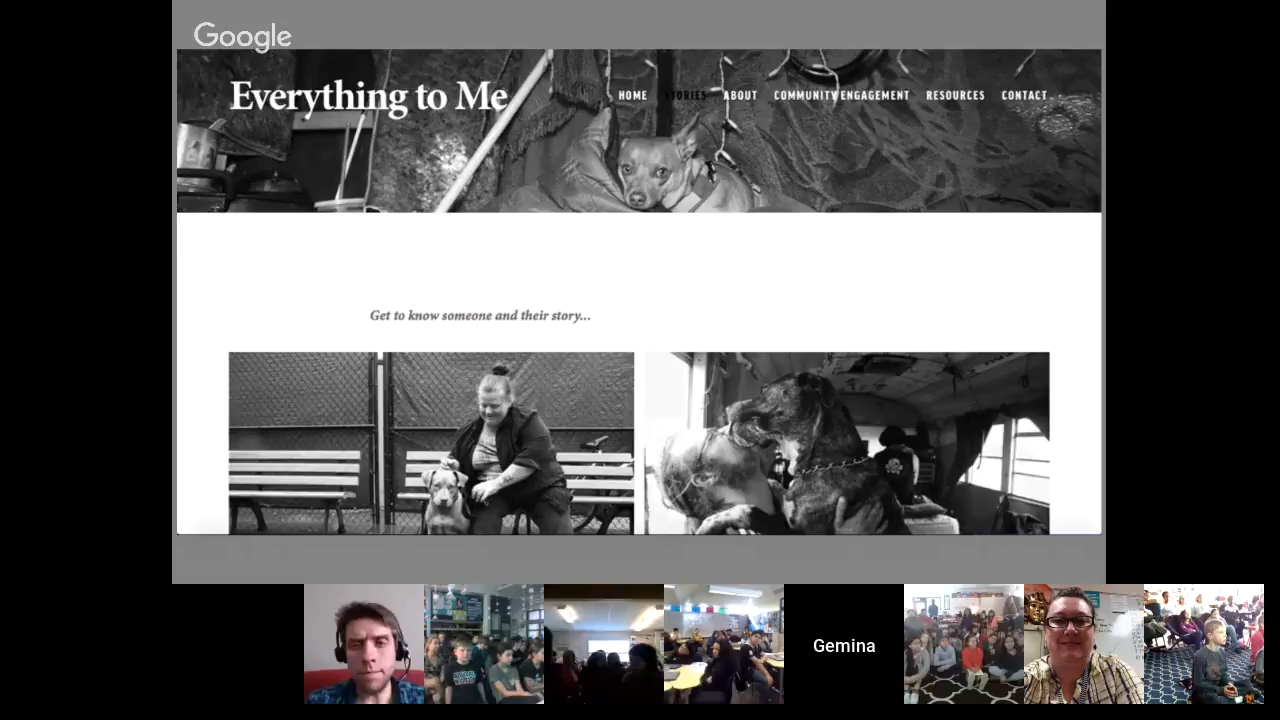 Google
Everything to Me
HOME STORIES ABOUT COMMUNITY ENGAGEMENT RESOURCES CONTACT
Get to know someone and their story...
Gemina